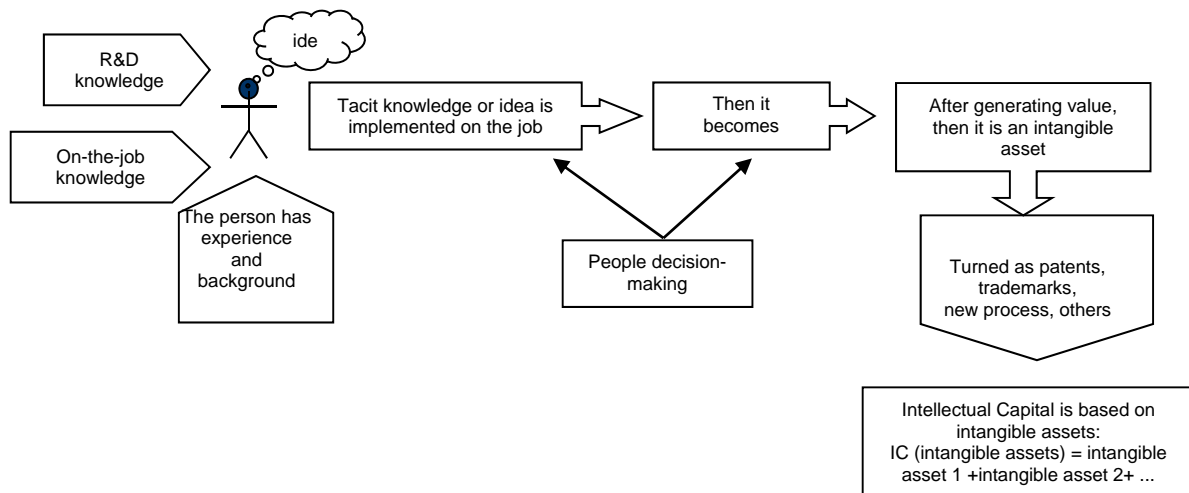 R&D
knowledge
ide
On-the-job
knowledge
The person has
experience
and
background
Tacit knowledge or idea is
implemented on the job
Then it
becomes
People decision-
making
After generating value,
then it is an intangible
asset
Turned as patents,
trademarks,
new process, others
Intellectual Capital is based on
intangible assets:
IC (intangible assets) = intangible
asset 1 +intangible asset 2+ ...